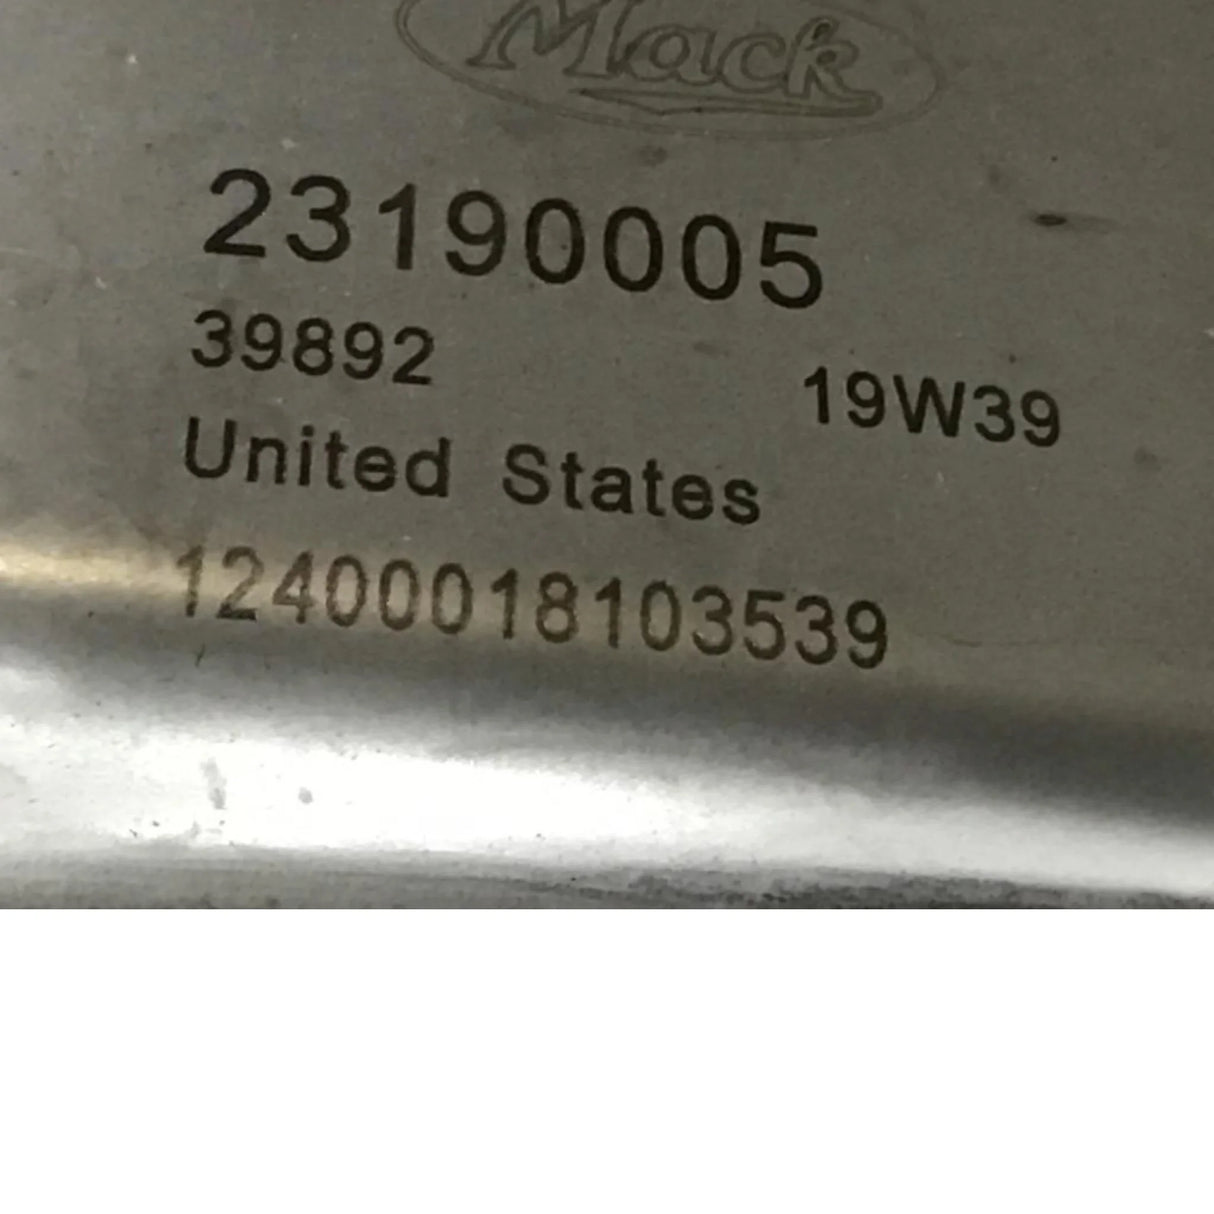 Mack
23190005
39892 19W39
United States
12400018103539